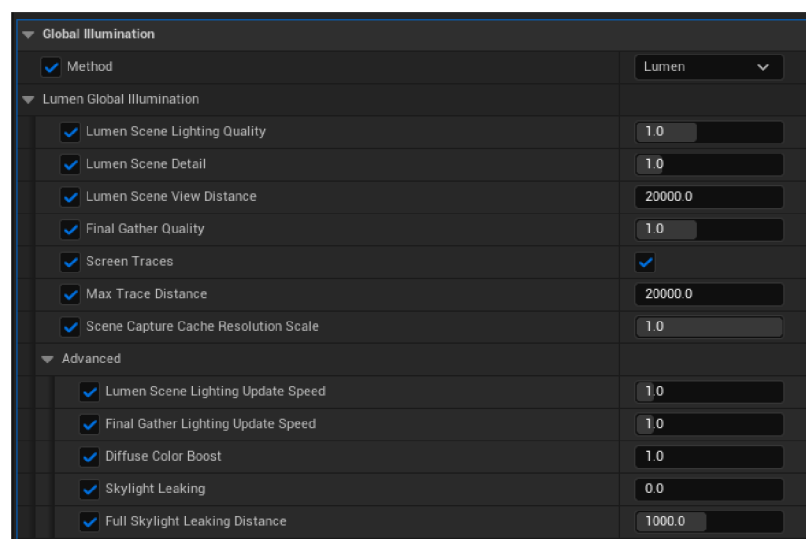 Global Illumination
Method Lumen
Lumen Global Illumination
Lumen Scene Lighting Quality 1.0
Lumen Scene Detail 1.0
Lumen Scene View Distance 20000.0
Final Gather Quality 1.0
Screen Traces
Max Trace Distance 20000.0
Scene Capture Cache Resolution Scale 1.0
Advanced
Lumen Scene Lighting Update Speed 1.0
Final Gather Lighting Update Speed 1.0
Diffuse Color Boost 1.0
Skylight Leaking 0.0
Full Skylight Leaking Distance 1000.0